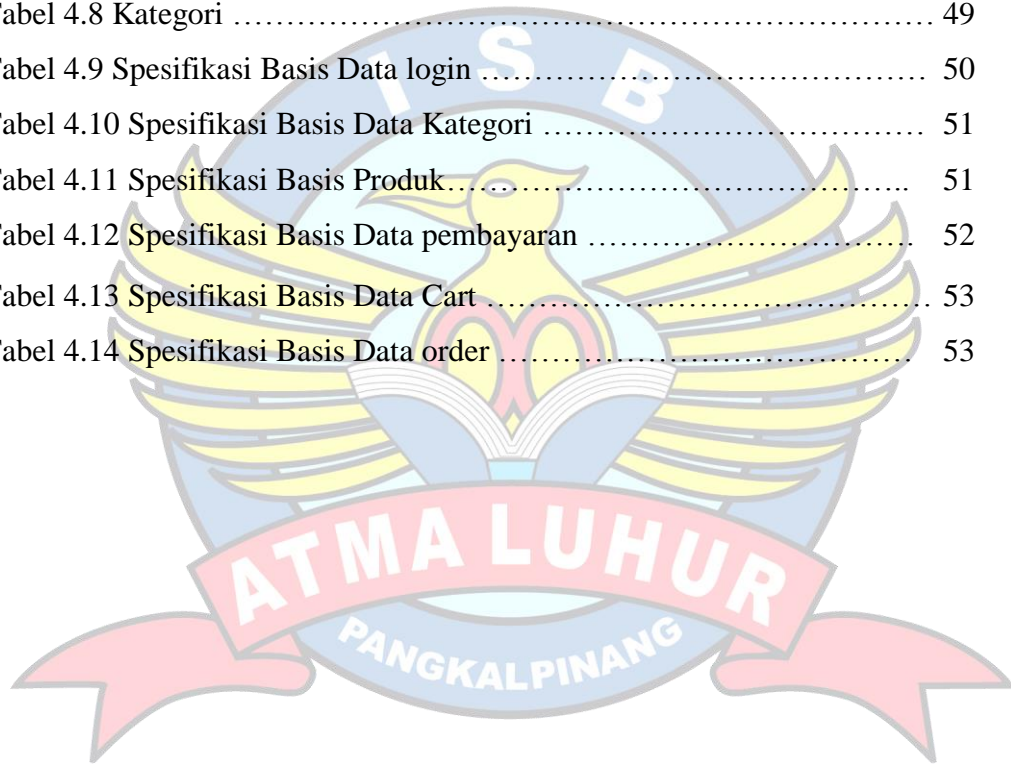 Tabel 4.8 Kategori ………………………………………………………… 49
Tabel 4.9 Spesifikasi Basis Data login …………………………………… 50
Tabel 4.10 Spesifikasi Basis Data Kategori ……………………………… 51
Tabel 4.11 Spesifikasi Basis Produk…………………………………….. 51
Tabel 4.12 Spesifikasi Basis Data pembayaran …………………………. 52
Tabel 4.13 Spesifikasi Basis Data Cart …………………………………… 53
Tabel 4.14 Spesifikasi Basis Data order ………………………………… 53
I S B
ATMA LUHUR
PANGKALPINANG